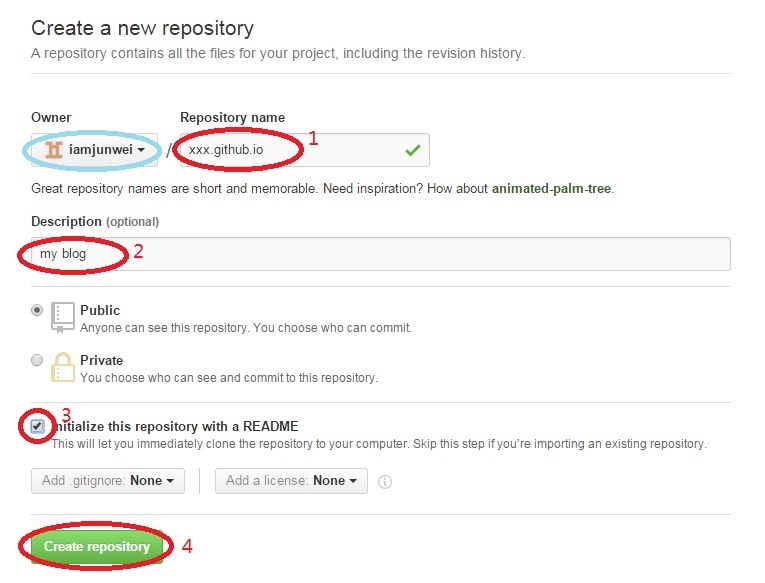 Create a new repository
A repository contains all the files for your project, including the revision history.
Owner
Repository name
1
iamjunwei / xxx.github.io
Great repository names are short and memorable. Need inspiration? How about animated-palm-tree.
Description (optional)
my blog 2
Public
Anyone can see this repository. You choose who can commit.
Private
You choose who can see and commit to this repository.
3
Initialize this repository with a README
This will let you immediately clone the repository to your computer. Skip this step if you're importing an existing repository.
Add .gitignore: None Add a license: None i
Create repository 4